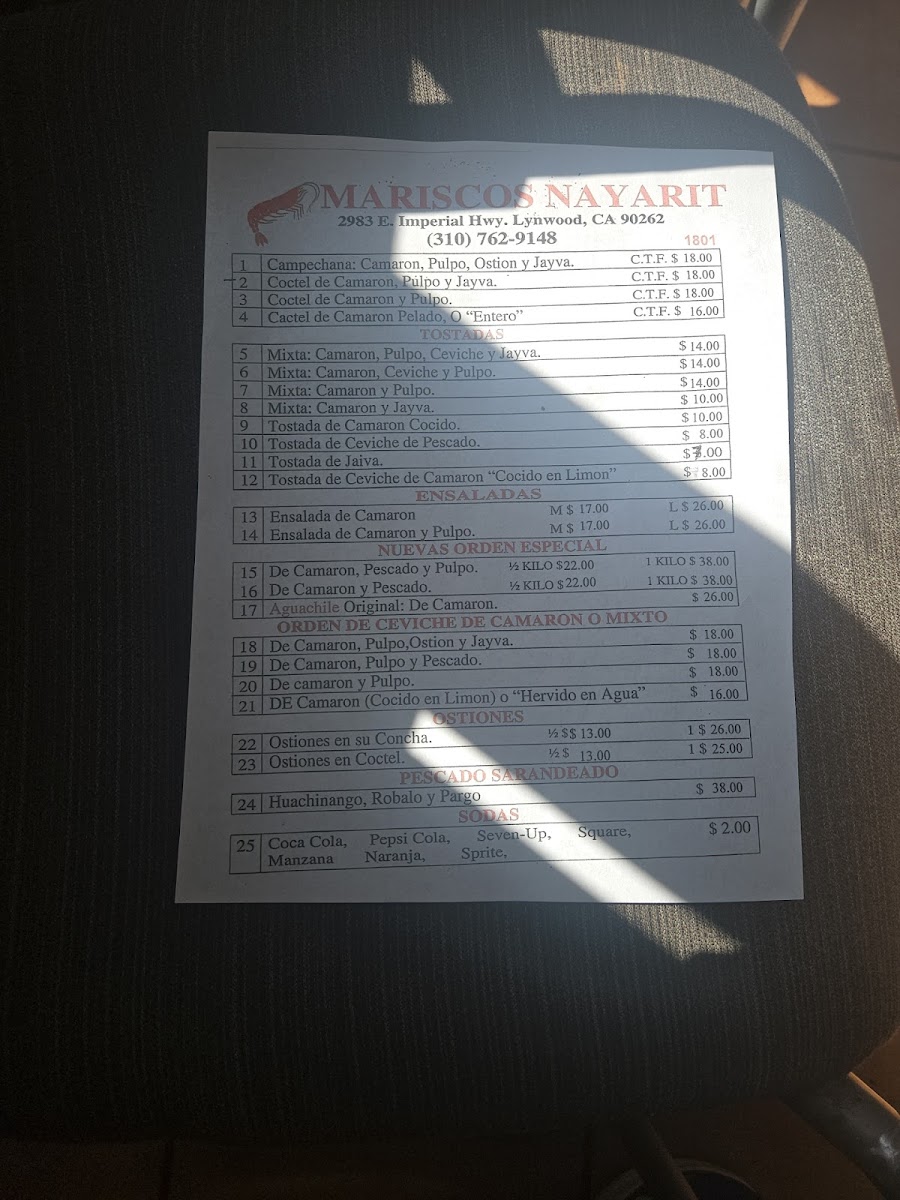 MARISCOS NAYARIT
2983 E. Imperial Hwy. Lynwood, CA 90262
(310) 762-9148
1801
1 Campechana: Camaron, Pulpo, Ostion y Jayva. C.T.F. $ 18.00
2 Coctel de Camaron, Pulpo y Jayva. C.T.F. $ 18.00
3 Coctel de Camaron y Pulpo. C.T.F. $ 18.00
4 Cactel de Camaron Pelado, O “Entero” C.T.F. $ 16.00
TOSTADAS
5 Mixta: Camaron, Pulpo, Ceviche y Jayva. $ 14.00
6 Mixta: Camaron, Ceviche y Pulpo. $ 14.00
7 Mixta: Camaron y Pulpo. $ 14.00
8 Mixta: Camaron y Jayva. $ 10.00
9 Tostada de Camaron Cocido. $ 10.00
10 Tostada de Ceviche de Pescado. $ 8.00
11 Tostada de Jaiva. $ .00
12 Tostada de Ceviche de Camaron “Cocido en Limon” $ 8.00
ENSALADAS
13 Ensalada de Camaron M $ 17.00 L $ 26.00
14 Ensalada de Camaron y Pulpo. M $ 17.00 L $ 26.00
NUEVAS ORDEN ESPECIAL
15 De Camaron, Pescado y Pulpo. ½ KILO $22.00 1 KILO $ 38.00
16 De Camaron y Pescado. ½ KILO $22.00 1 KILO $ 38.00
17 Aguachile Original: De Camaron. $ 26.00
ORDEN DE CEVICHE DE CAMARON O MIXTO
18 De Camaron, Pulpo,Ostion y Jayva. $ 18.00
19 De Camaron, Pulpo y Pescado. $ 18.00
20 De camaron y Pulpo. $ 18.00
21 DE Camaron (Cocido en Limon) o “Hervido en Agua” $ 16.00
OSTIONES
22 Ostiones en su Concha. ½ $$ 13.00 1 $ 26.00
23 Ostiones en Coctel. ½ $ 13.00 1 $ 25.00
PESCADO SARANDEADO
24 Huachinango, Robalo y Pargo $ 38.00
SODAS
25 Coca Cola, Pepsi Cola, Seven-Up, Square, $ 2.00
Manzana Naranja, Sprite,